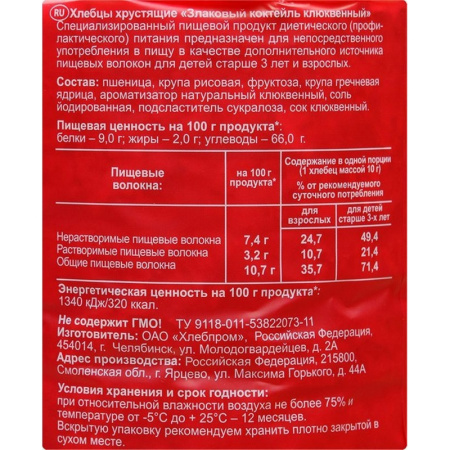 RU Хлебцы хрустящие «Злаковый коктейль клюквенный»
Специализированный пищевой продукт диетического (профи-
лактического) питания предназначен для непосредственного
употребления в пищу в качестве дополнительного источника
пищевых волокон для детей старше 3 лет и взрослых.
Состав: пшеница, крупа рисовая, фруктоза, крупа гречневая
ядрица, ароматизатор натуральный клюквенный, соль
йодированная, подсластитель сукралоза, сок клюквенный.
Пищевая ценность на 100 г продукта*:
белки – 9,0 г; жиры – 2,0 г; углеводы – 66,0 г.
Пищевые волокна: на 100 г продукта* Содержание в одной порции (1 хлебец массой 10 г)
% от рекомендуемого суточного потребления
для взрослых для детей старше 3-х лет
Нерастворимые пищевые волокна 7,4 г 24,7 49,4
Растворимые пищевые волокна 3,2 г 10,7 21,4
Общие пищевые волокна 10,7 г 35,7 71,4
Энергетическая ценность на 100 г продукта*:
1340 кДж/320 ккал.
Не содержит ГМО! ТУ 9118-011-53822073-11
Изготовитель: ОАО «Хлебпром», Российская Федерация,
454014, г. Челябинск, ул. Молодогвардейцев, д. 2А
Адрес производства: Российская Федерация, 215800,
Смоленская обл., г. Ярцево, ул. Максима Горького, д. 44А
Условия хранения и срок годности:
при относительной влажности воздуха не более 75% и
температуре от -5°С до + 25°С – 12 месяцев.
Вскрытую упаковку рекомендуем хранить плотно закрытой в
сухом месте.